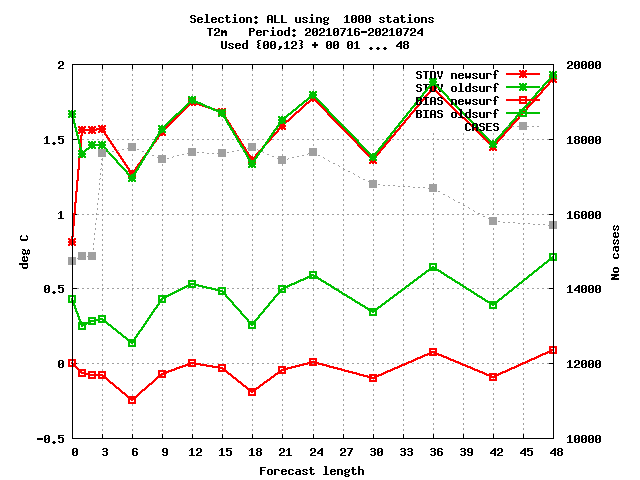 Selection: ALL using  1000 stations
T2m   Period: 20210716-20210724
Used {00,12} + 00 01 ... 48
deg C
No cases
2
1.5
1
0.5
0
-0.5
20000
18000
16000
14000
12000
10000
STDV newsurf
STDV oldsurf
BIAS newsurf
BIAS oldsurf
CASES
0 3 6 9 12 15 18 21 24 27 30 33 36 39 42 45 48
Forecast length